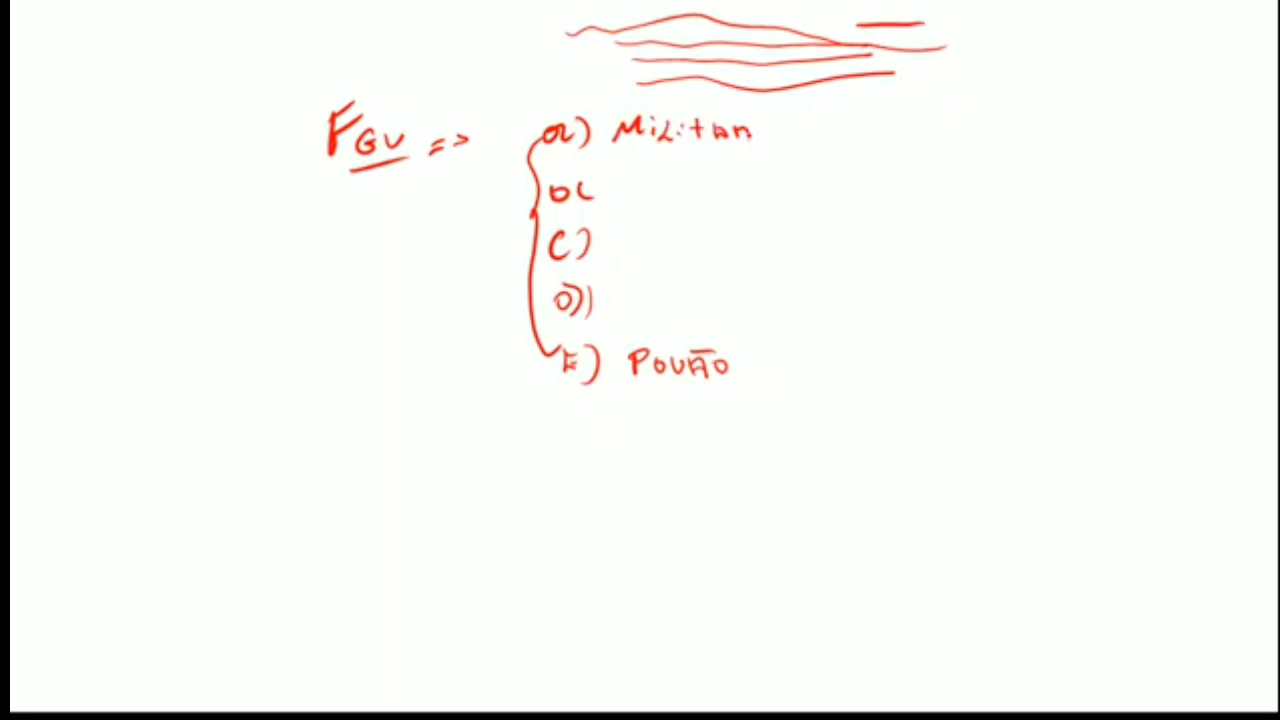 FGV => a) Militar
b(
C)
D))
E) POVÃO